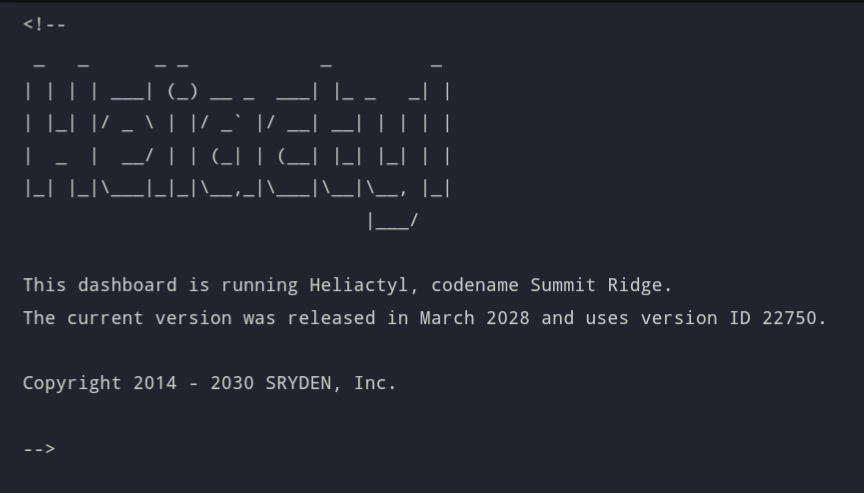 <!--
 _   _      _ _            _         _
| | | | ___| (_) __ _  ___| |_ _   _| |
| |_| |/ _ \ | |/ _` |/ __| __| | | | |
|  _  |  __/ | | (_| | (__| |_| |_| | |
|_| |_|\___|_|_|\__,_|\___|\__|\__, |_|
                               |___/
This dashboard is running Heliactyl, codename Summit Ridge.
The current version was released in March 2028 and uses version ID 22750.
Copyright 2014 - 2030 SRYDEN, Inc.
-->